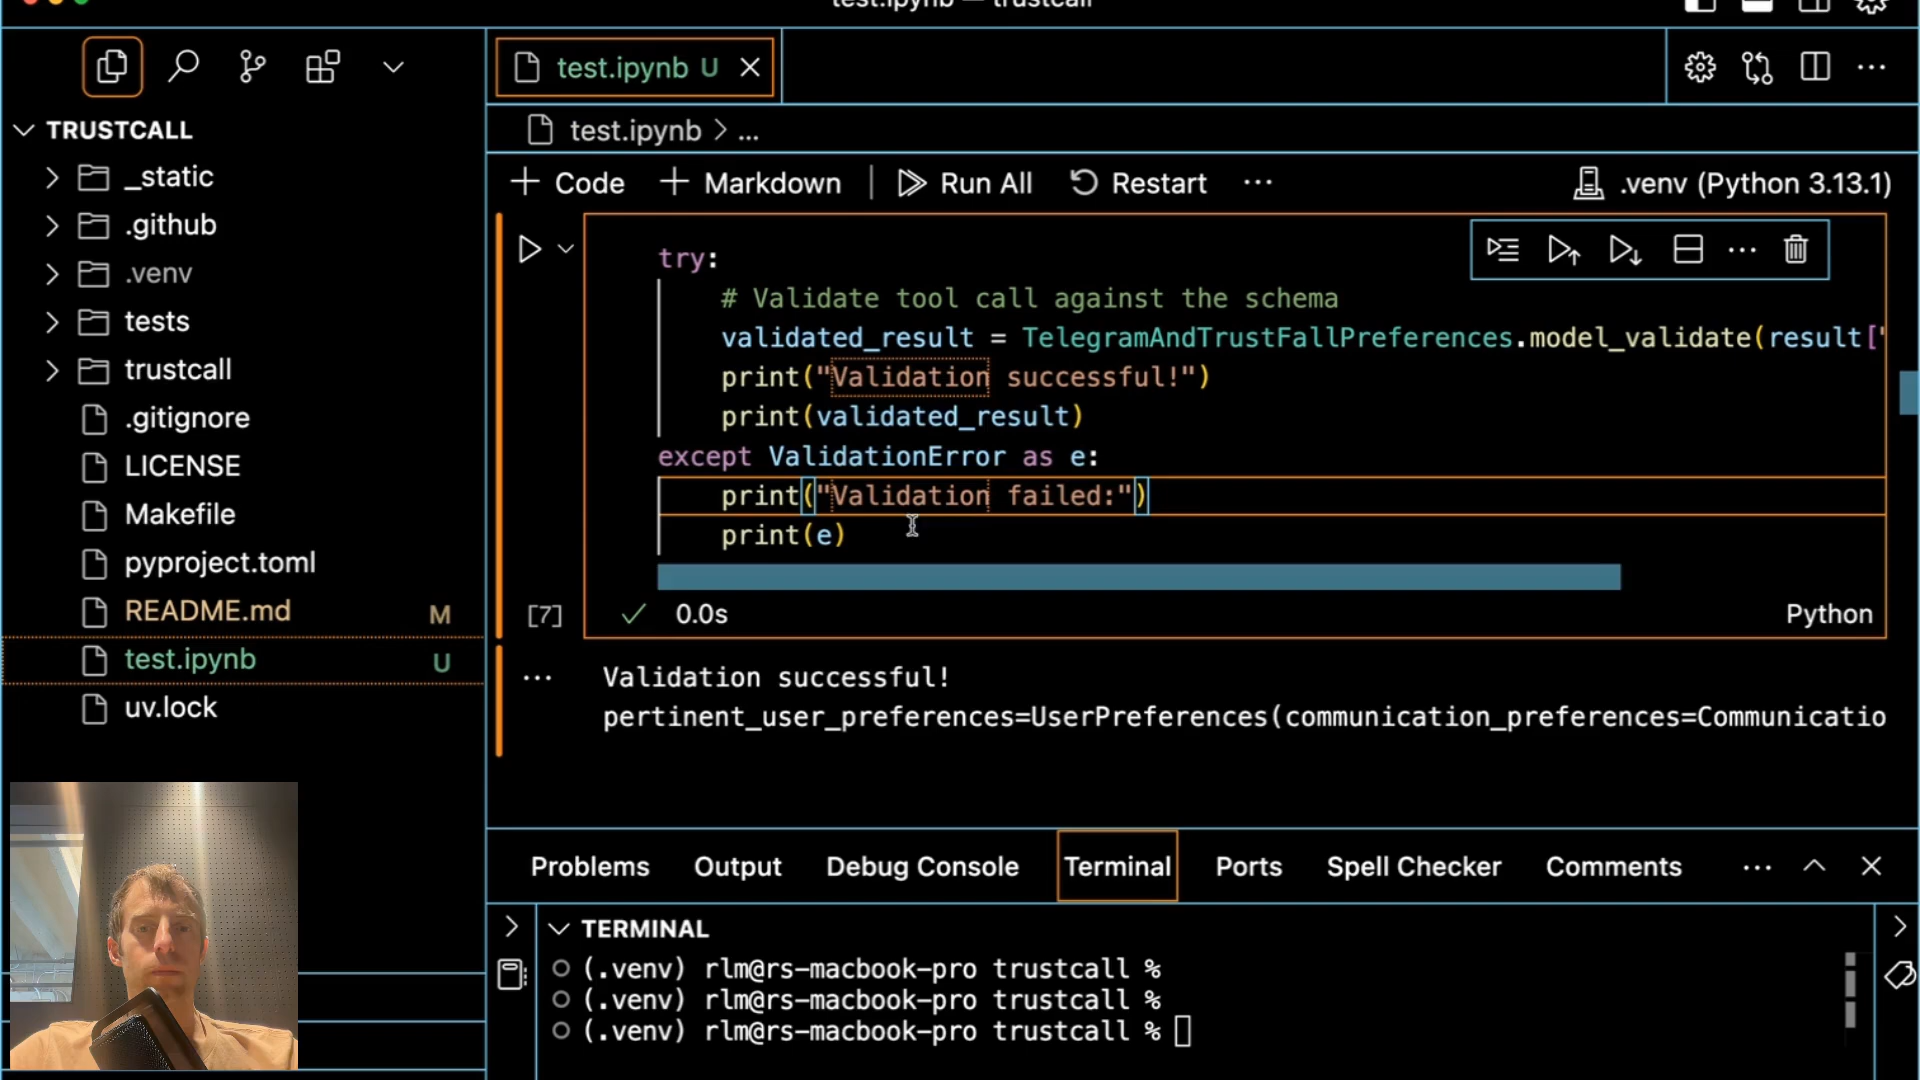 test.ipynb — trustcall
test.ipynb U
TRUSTCALL
_static
.github
.venv
tests
trustcall
.gitignore
LICENSE
Makefile
pyproject.toml
README.md M
test.ipynb U
uv.lock
test.ipynb > ...
+ Code + Markdown | Run All Restart ...
.venv (Python 3.13.1)
try:
# Validate tool call against the schema
validated_result = TelegramAndTrustFallPreferences.model_validate(result["
print("Validation successful!")
print(validated_result)
except ValidationError as e:
print("Validation failed:")
print(e)
[7] 0.0s Python
Validation successful!
pertinent_user_preferences=UserPreferences(communication_preferences=Communicatio
Problems Output Debug Console Terminal Ports Spell Checker Comments
TERMINAL
(.venv) rlm@rs-macbook-pro trustcall %
(.venv) rlm@rs-macbook-pro trustcall %
(.venv) rlm@rs-macbook-pro trustcall %